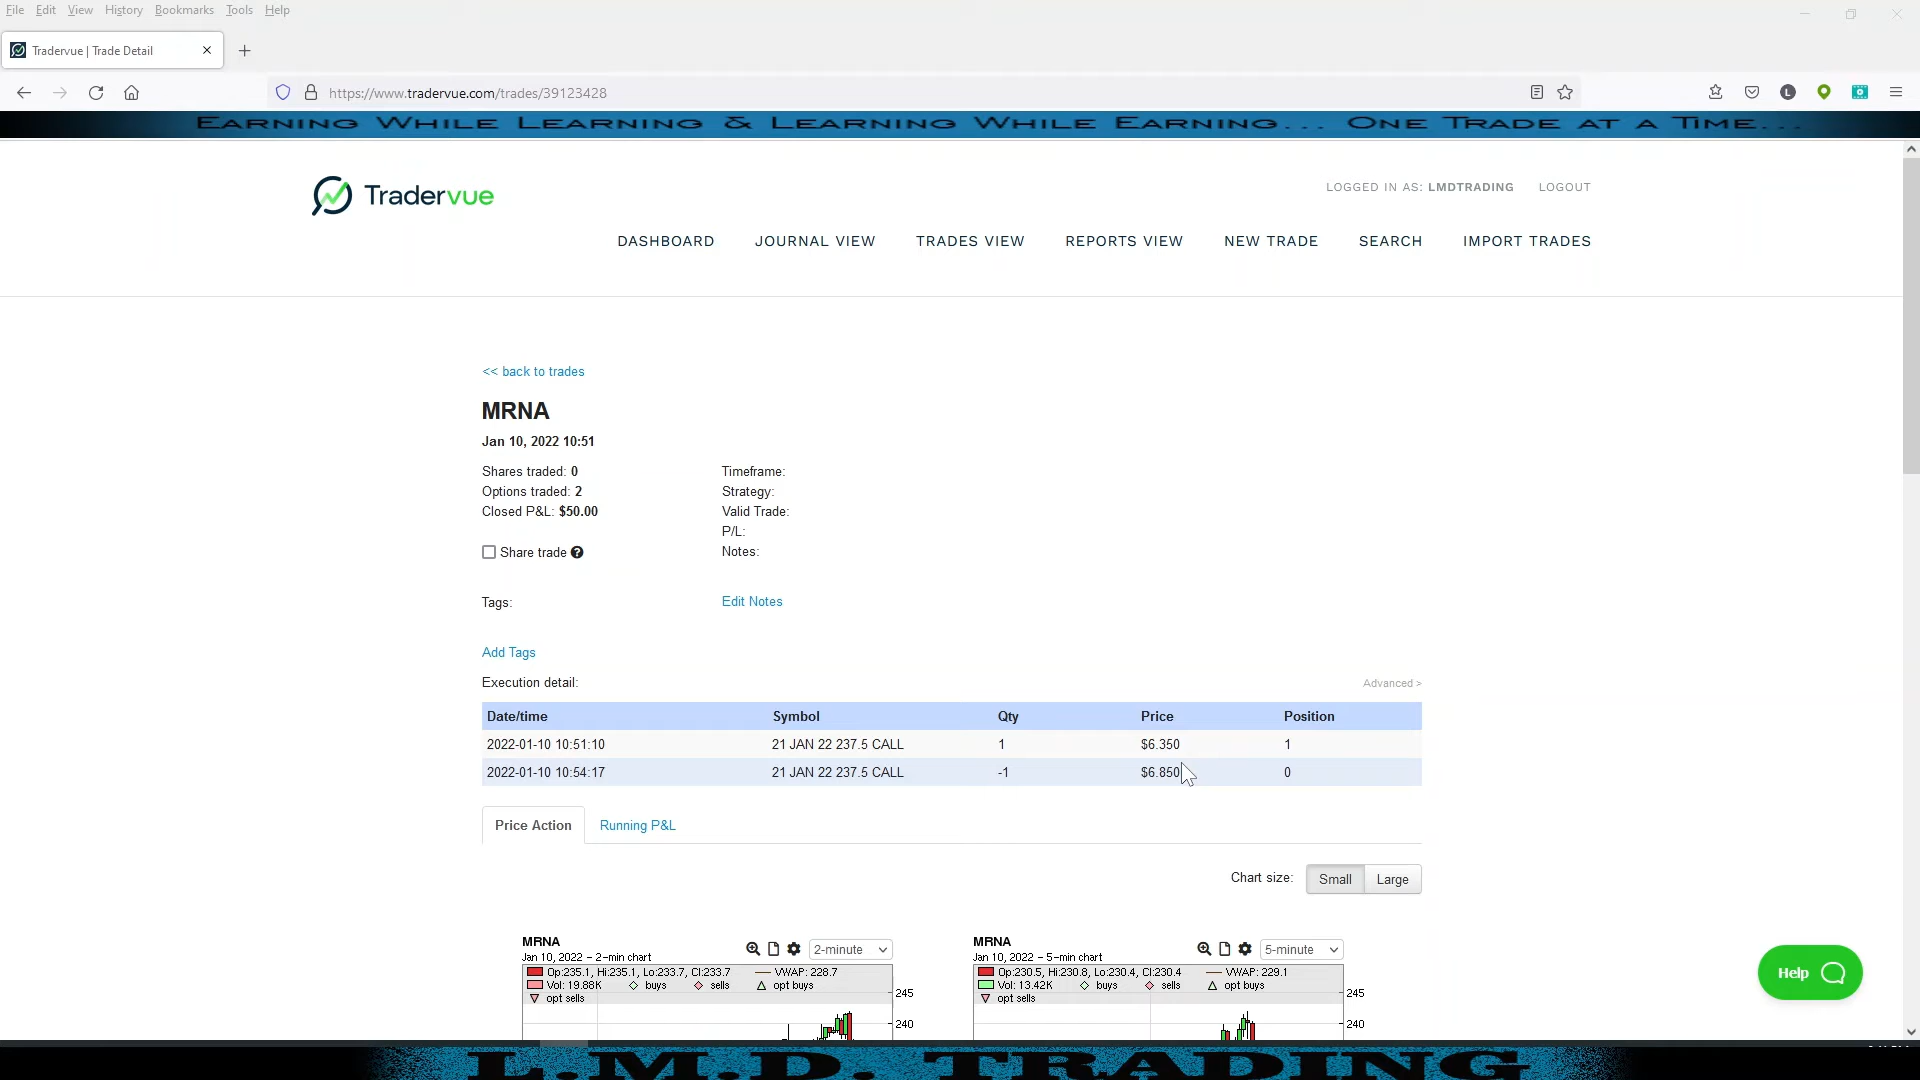 File Edit View History Bookmarks Tools Help
Tradervue | Trade Detail
https://www.tradervue.com/trades/39123428
L
EARNING WHILE LEARNING & LEARNING WHILE EARNING... ONE TRADE AT A TIME...
Tradervue
LOGGED IN AS: LMDTRADING LOGOUT
DASHBOARD JOURNAL VIEW TRADES VIEW REPORTS VIEW NEW TRADE SEARCH IMPORT TRADES
<< back to trades
MRNA
Jan 10, 2022 10:51
Shares traded: 0 Timeframe:
Options traded: 2 Strategy:
Closed P&L: $50.00 Valid Trade:
P/L:
Share trade ? Notes:
Tags: Edit Notes
Add Tags
Execution detail: Advanced >
Date/time Symbol Qty Price Position
2022-01-10 10:51:10 21 JAN 22 237.5 CALL 1 $6.350 1
2022-01-10 10:54:17 21 JAN 22 237.5 CALL -1 $6.850 0
Price Action Running P&L
Chart size: Small Large
MRNA 2-minute MRNA 5-minute
Jan 10, 2022 - 2-min chart Jan 10, 2022 - 5-min chart
Op:235.1, Hi:235.1, Lo:233.7, Cl:233.7 VWAP: 228.7 Op:230.5, Hi:230.8, Lo:230.4, Cl:230.4 VWAP: 229.1
Vol: 19.88K buys sells opt buys Vol: 13.42K buys sells opt buys
opt sells opt sells
245 245
240 240
Help
L.M.D. TRADING